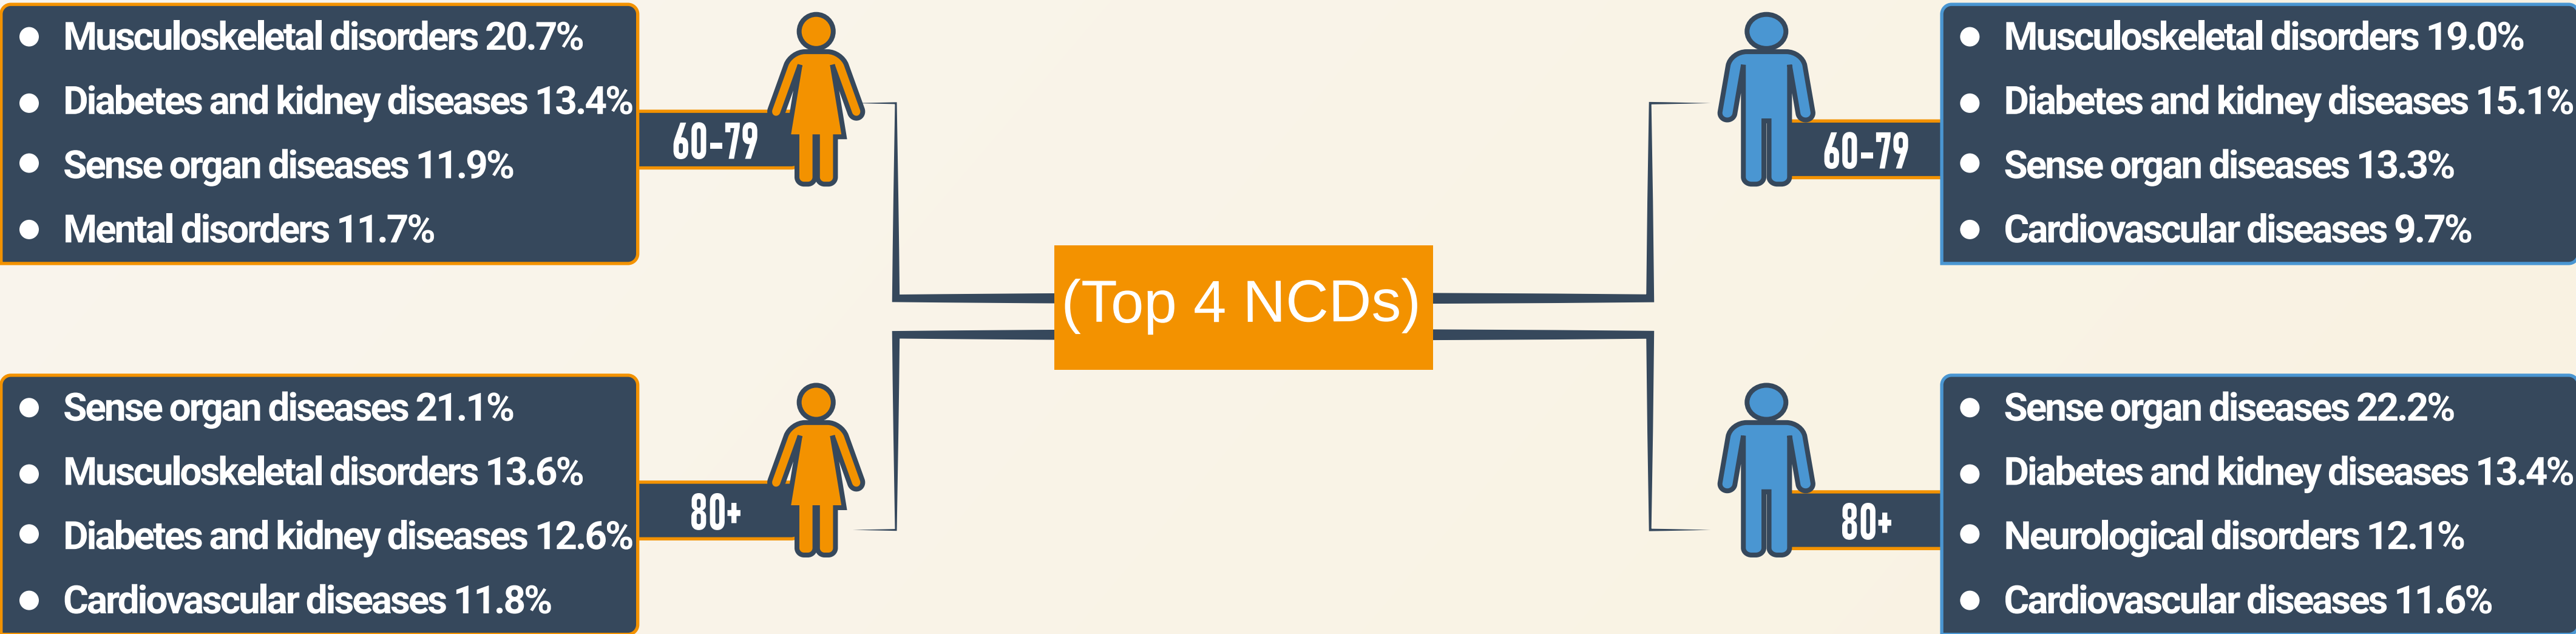 Musculoskeletal disorders 20.7%
Diabetes and kidney diseases 13.4%
Sense organ diseases 11.9%
Mental disorders 11.7%
60-79
60-79
Musculoskeletal disorders 19.0%
Diabetes and kidney diseases 15.1%
Sense organ diseases 13.3%
Cardiovascular diseases 9.7%
(Top 4 NCDs)
Sense organ diseases 21.1%
Musculoskeletal disorders 13.6%
Diabetes and kidney diseases 12.6%
Cardiovascular diseases 11.8%
80+
80+
Sense organ diseases 22.2%
Diabetes and kidney diseases 13.4%
Neurological disorders 12.1%
Cardiovascular diseases 11.6%